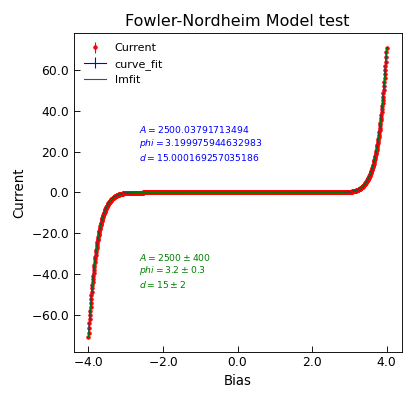 Fowler-Nordheim Model test
Current
curve_fit
lmfit
A = 2500.03791713494
phi = 3.199975944632983
d = 15.000169257035186
A = 2500 ± 400
phi = 3.2 ± 0.3
d = 15 ± 2
60.0
40.0
20.0
0.0
−20.0
−40.0
−60.0
Current
−4.0 −2.0 0.0 2.0 4.0
Bias